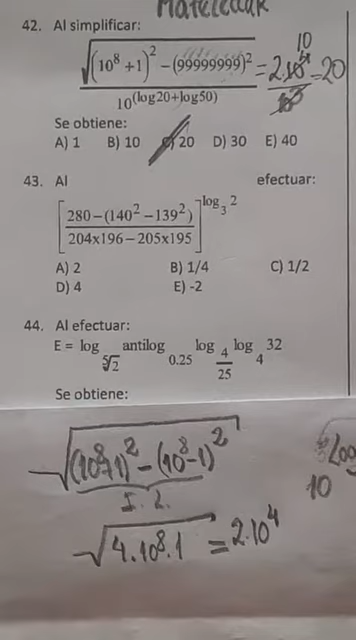 42. Al simplificar:
√(10⁸ + 1)² − (99999999)² / 10^(log20+log50) = 2.10⁴ / 10³ = 20
Se obtiene:
A) 1 B) 10 C) 20 D) 30 E) 40
43. Al efectuar:
[280 − (140² − 139²) / 204x196 − 205x195]^log₃2
A) 2 B) 1/4 C) 1/2
D) 4 E) -2
44. Al efectuar:
E = log ⁵√2 antilog 0.25 log 4/25 log 4 32
Se obtiene:
√(10⁸+1)² − (10⁸−1)²
I. L.
√4.10⁸.1 = 2.10⁴
Log
10